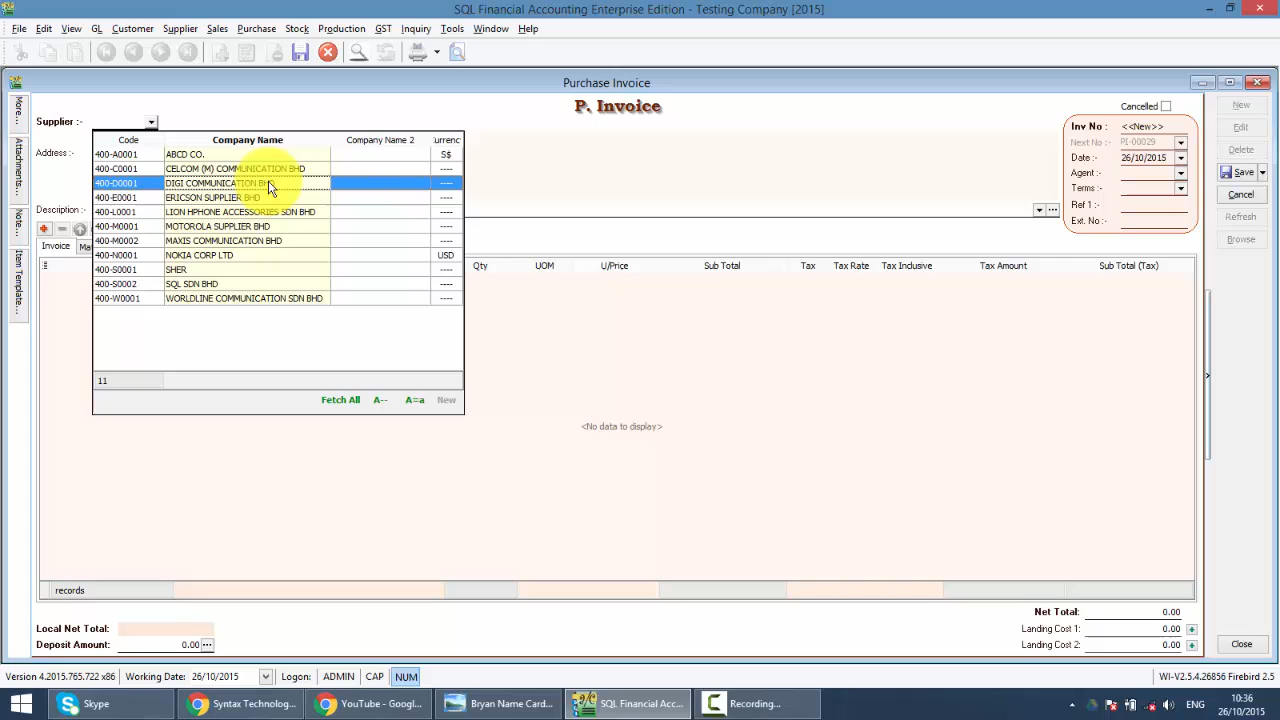 SQL Financial Accounting Enterprise Edition - Testing Company [2015]
File Edit View GL Customer Supplier Sales Purchase Stock Production GST Inquiry Tools Window Help
Purchase Invoice
P. Invoice
Cancelled
Supplier :-
Address :-
Description :-
More...
Attachments...
Note...
Item Template...
Code Company Name Company Name 2 urrenc
400-A0001 ABCD CO. S$
400-C0001 CELCOM (M) COMMUNICATION BHD ----
400-D0001 DIGI COMMUNICATION BHD
400-E0001 ERICSON SUPPLIER BHD ----
400-L0001 LION HPHONE ACCESSORIES SDN BHD ----
400-M0001 MOTOROLA SUPPLIER BHD ----
400-M0002 MAXIS COMMUNICATION BHD ----
400-N0001 NOKIA CORP LTD USD
400-S0001 SHER ----
400-S0002 SQL SDN BHD ----
400-W0001 WORLDLINE COMMUNICATION SDN BHD ----
11
Fetch All A-- A=a New
Inv No : <<New>>
Next No : PI-00029
Date :- 26/10/2015
Agent :-
Terms :-
Ref 1 :-
Ext. No :-
New
Edit
Delete
Save
Cancel
Refresh
Browse
Invoice Ma
Qty UOM U/Price Sub Total Tax Tax Rate Tax Inclusive Tax Amount Sub Total (Tax)
<No data to display>
records
Net Total: 0.00
Local Net Total: Landing Cost 1: 0.00
Deposit Amount: 0.00 Landing Cost 2: 0.00
Close
Version 4.2015.765.722 x86 Working Date: 26/10/2015 Logon: ADMIN CAP NUM WI-V2.5.4.26856 Firebird 2.5
Skype Syntax Technolog... YouTube - Googl... Bryan Name Card... SQL Financial Acc... Recording...
10:36
26/10/2015